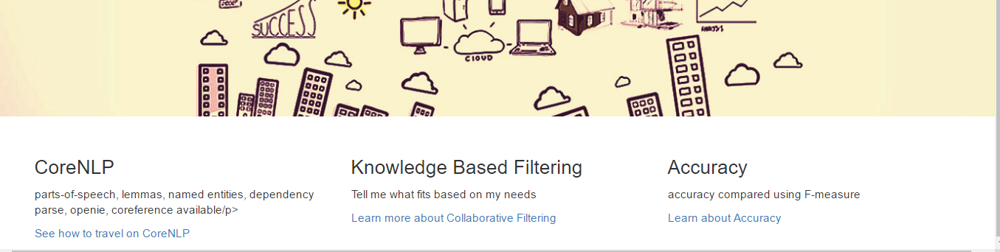 SUCCESS
CLOUD
ANALYSIS
CoreNLP
parts-of-speech, lemmas, named entities, dependency
parse, openie, coreference available/p>
See how to travel on CoreNLP
Knowledge Based Filtering
Tell me what fits based on my needs
Learn more about Collaborative Filtering
Accuracy
accuracy compared using F-measure
Learn about Accuracy